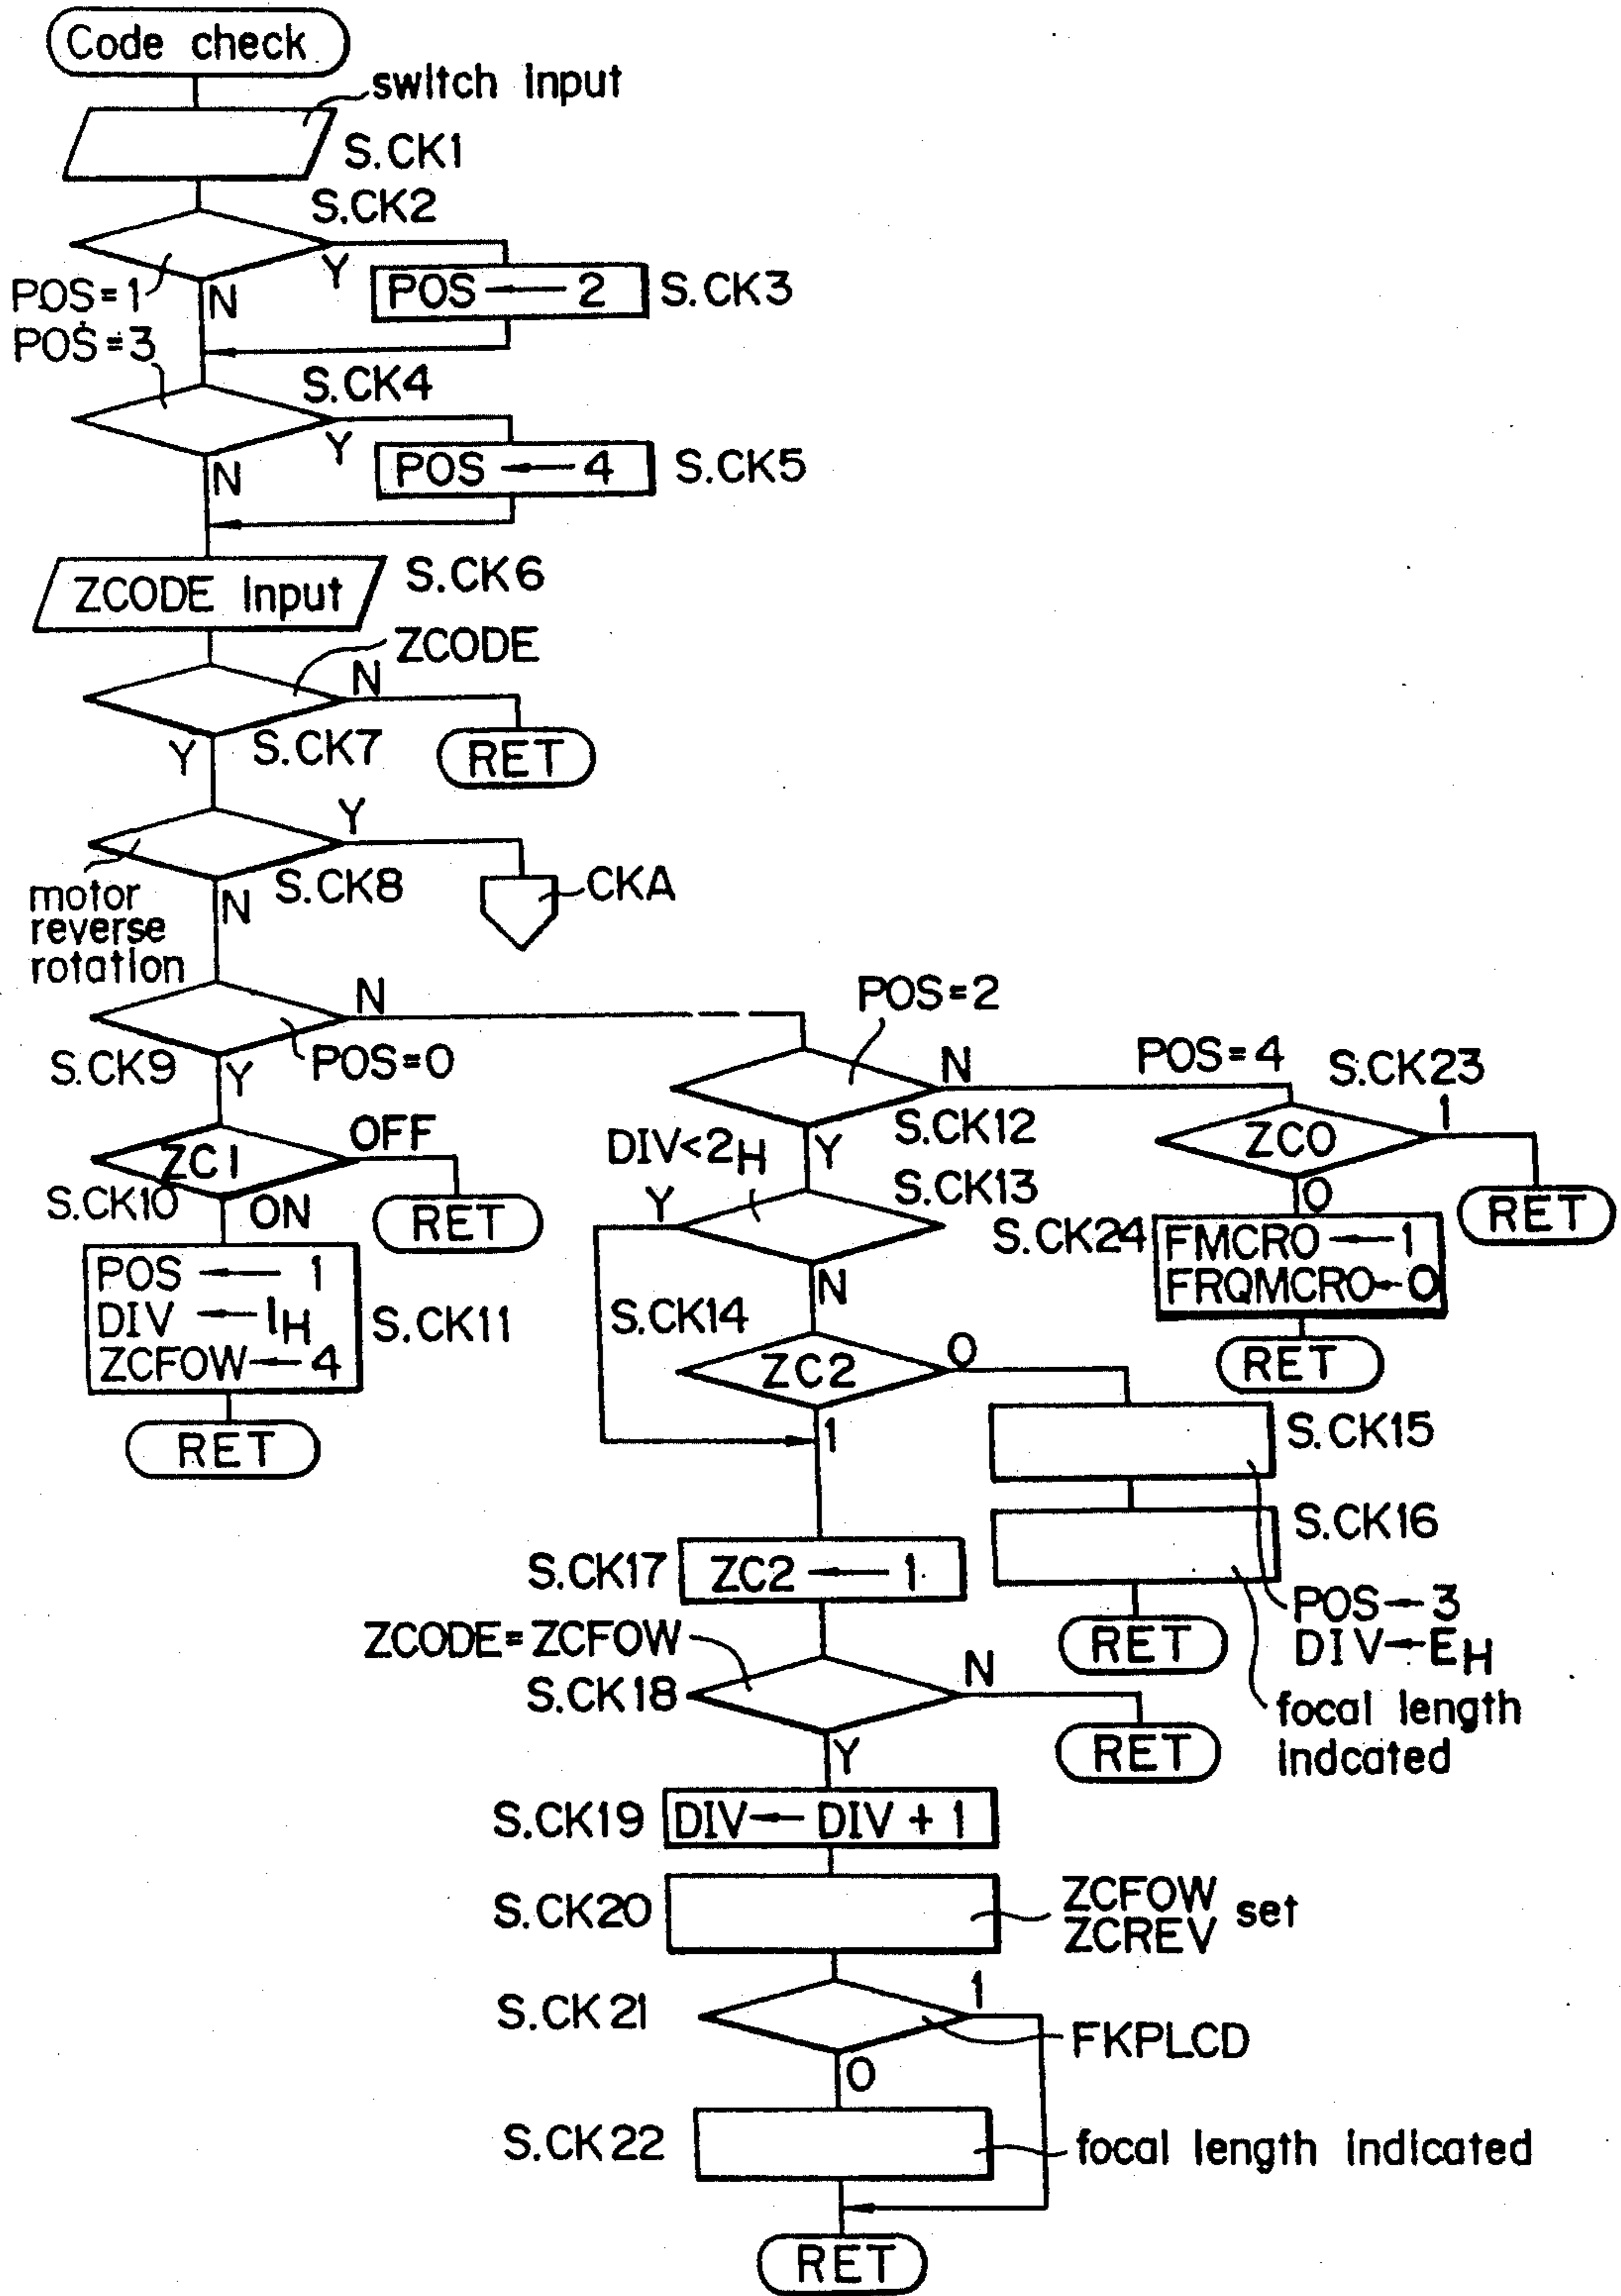 Code check
switch input
S.CK1
S.CK2
Y
POS=1
N
POS ← 2
S.CK3
POS=3
S.CK4
Y
N
POS ← 4
S.CK5
ZCODE input
S.CK6
ZCODE
N
Y
S.CK7
RET
Y
S.CK8
CKA
motor
reverse
rotation
N
N
S.CK9
Y
POS=0
ZC1
OFF
S.CK10
ON
RET
POS ← 1
DIV ← 1H
ZCFOW ← 4
S.CK11
RET
POS=2
N
S.CK12
Y
DIV<2H
S.CK13
Y
N
S.CK14
ZC2
0
1
POS=4
S.CK23
ZC0
1
RET
0
S.CK24
FMCRO ← 1
FRQMCRO ← 0
RET
S.CK15
S.CK16
POS ← 3
DIV ← EH
focal length
indcated
RET
S.CK17
ZC2 ← 1
ZCODE=ZCFOW
S.CK18
N
RET
Y
S.CK19
DIV ← DIV + 1
S.CK20
ZCFOW
ZCREV set
S.CK21
1
FKPLCD
0
S.CK22
focal length indicated
RET